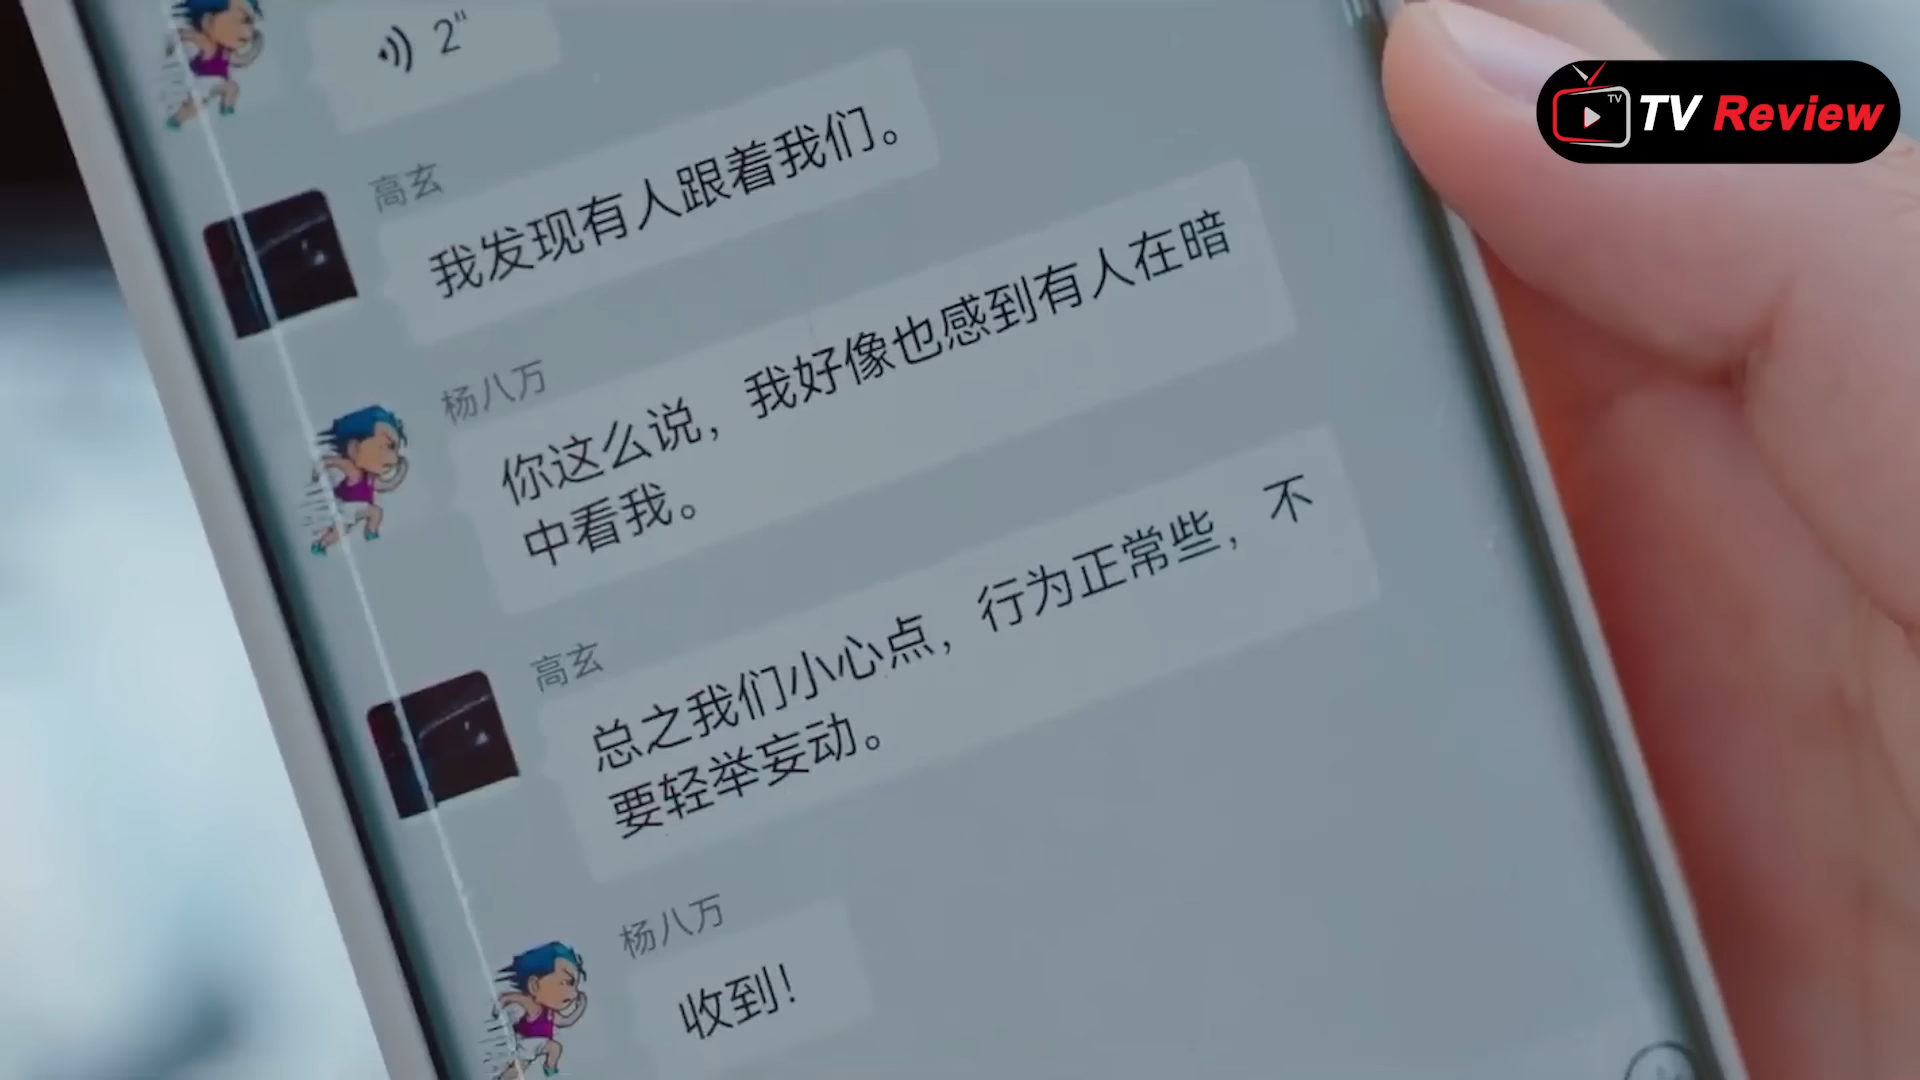 2"
TV Review
TV
高玄
我发现有人跟着我们。
杨八万
你这么说，我好像也感到有人在暗
中看我。
高玄
总之我们小心点，行为正常些，不
要轻举妄动。
杨八万
收到！